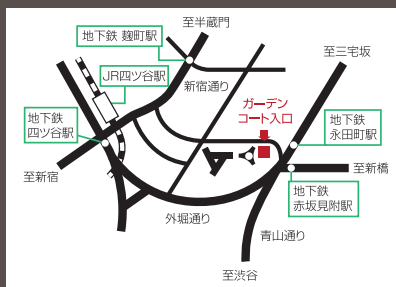 至半蔵門
地下鉄 麹町駅
至三宅坂
JR四ツ谷駅
新宿通り
ガーデン
コート入口
地下鉄
四ツ谷駅
地下鉄
永田町駅
至新宿
至新橋
地下鉄
赤坂見附駅
外堀通り
青山通り
至渋谷